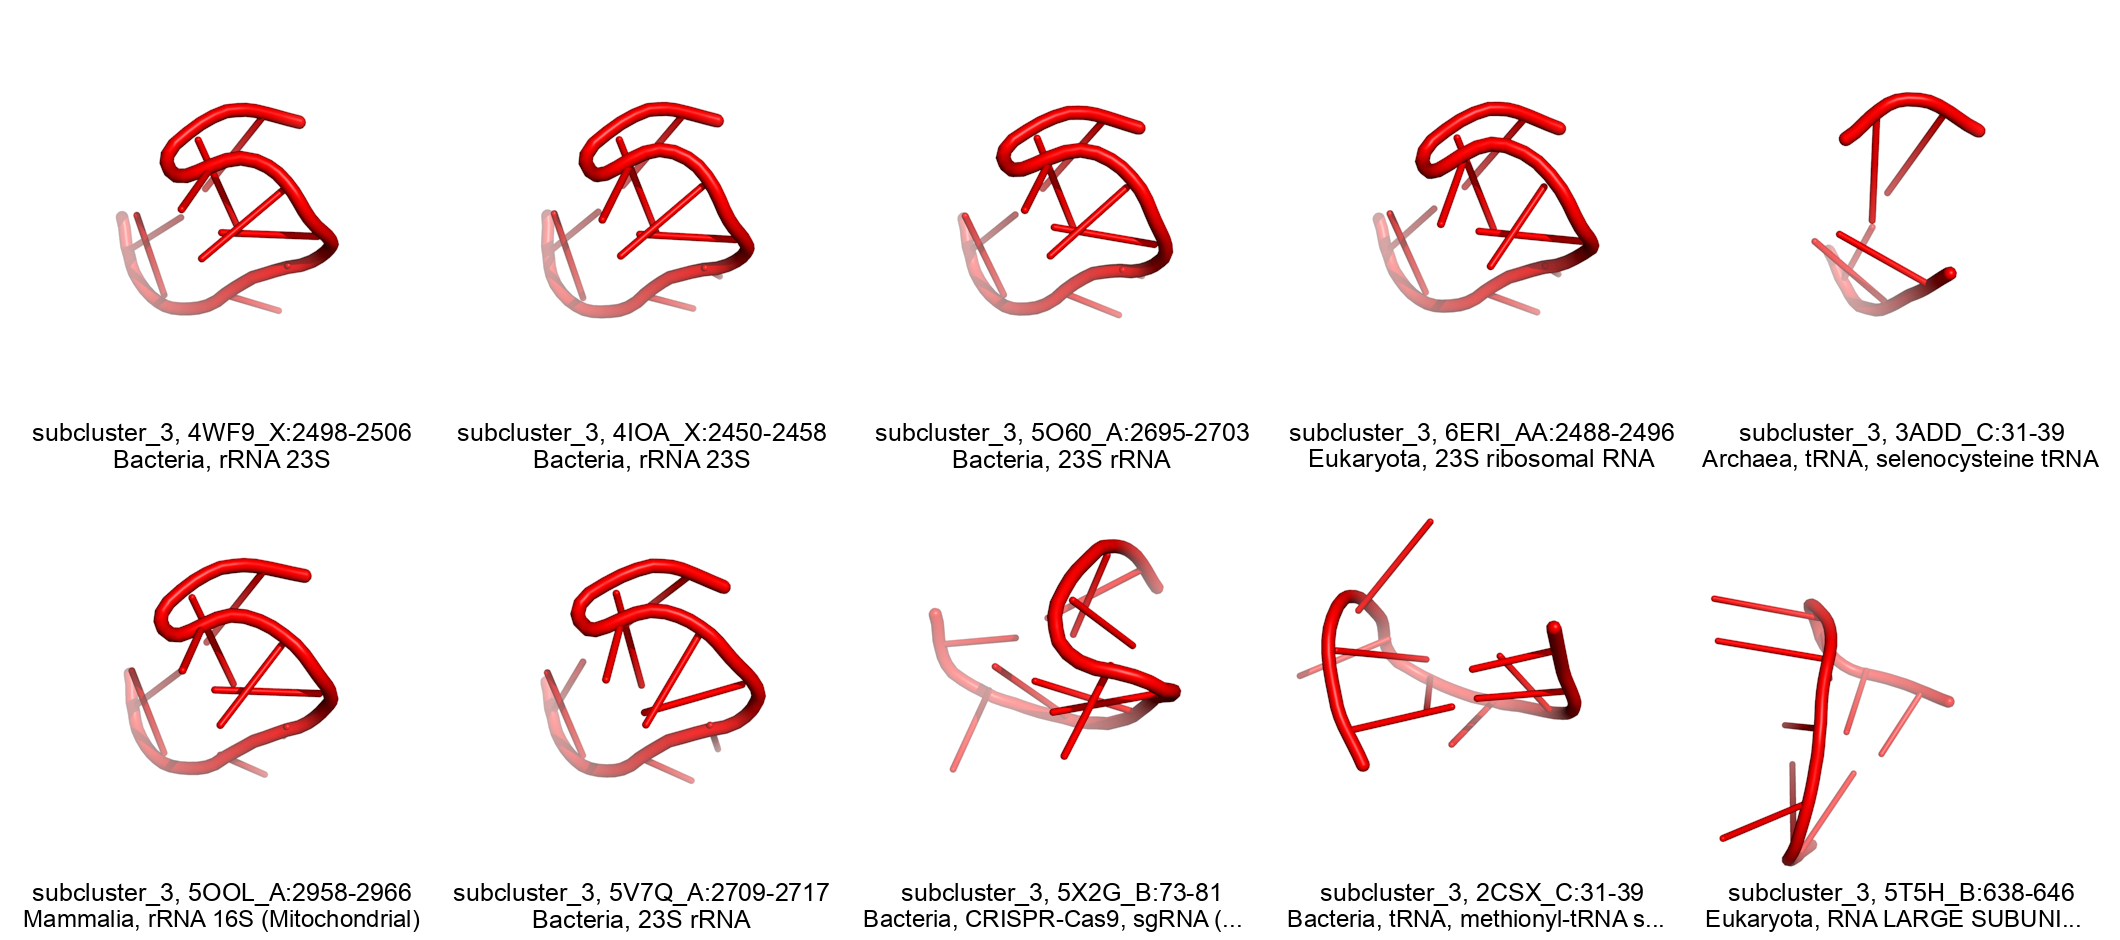 subcluster_3, 4WF9_X:2498-2506
Bacteria, rRNA 23S
subcluster_3, 4IOA_X:2450-2458
Bacteria, rRNA 23S
subcluster_3, 5O60_A:2695-2703
Bacteria, 23S rRNA
subcluster_3, 6ERI_AA:2488-2496
Eukaryota, 23S ribosomal RNA
subcluster_3, 3ADD_C:31-39
Archaea, tRNA, selenocysteine tRNA
subcluster_3, 5OOL_A:2958-2966
Mammalia, rRNA 16S (Mitochondrial)
subcluster_3, 5V7Q_A:2709-2717
Bacteria, 23S rRNA
subcluster_3, 5X2G_B:73-81
Bacteria, CRISPR-Cas9, sgRNA (...
subcluster_3, 2CSX_C:31-39
Bacteria, tRNA, methionyl-tRNA s...
subcluster_3, 5T5H_B:638-646
Eukaryota, RNA LARGE SUBUNI...